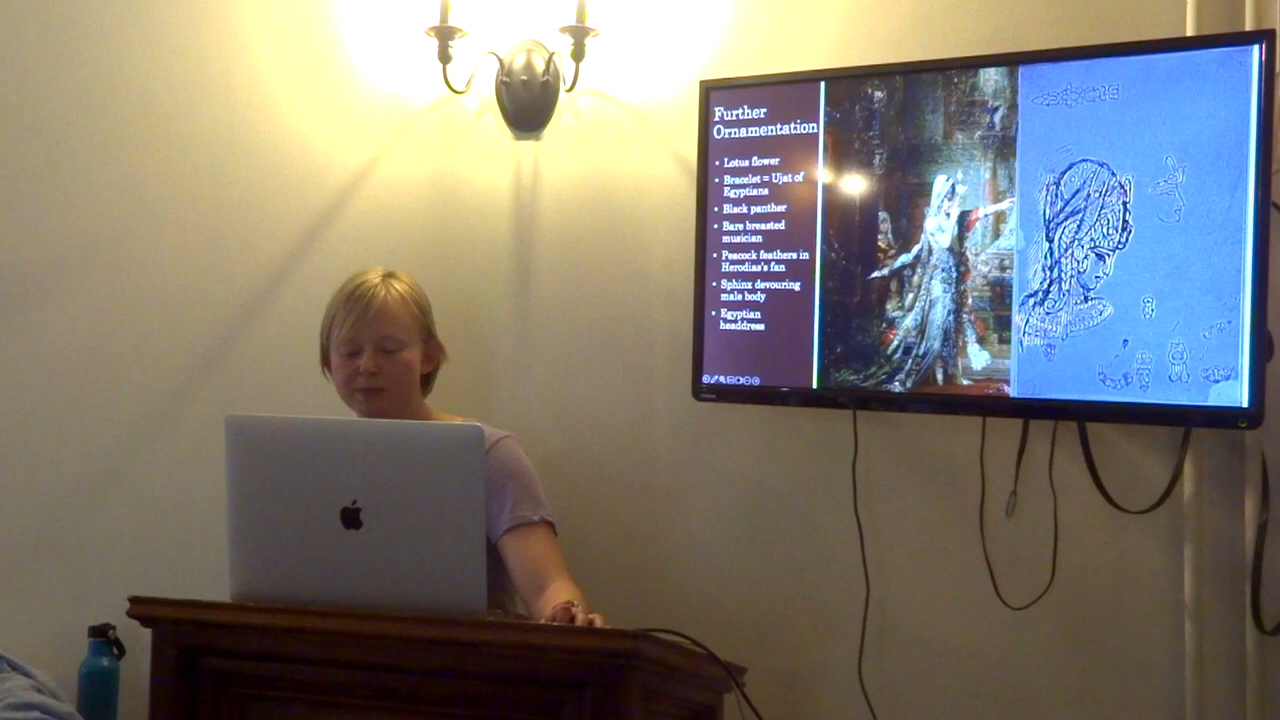 Further
Ornamentation
• Lotus flower
• Bracelet = Ujat of
Egyptians
• Black panther
• Bare breasted
musician
• Peacock feathers in
Herodias's fan
• Sphinx devouring
male body
• Egyptian
headdress